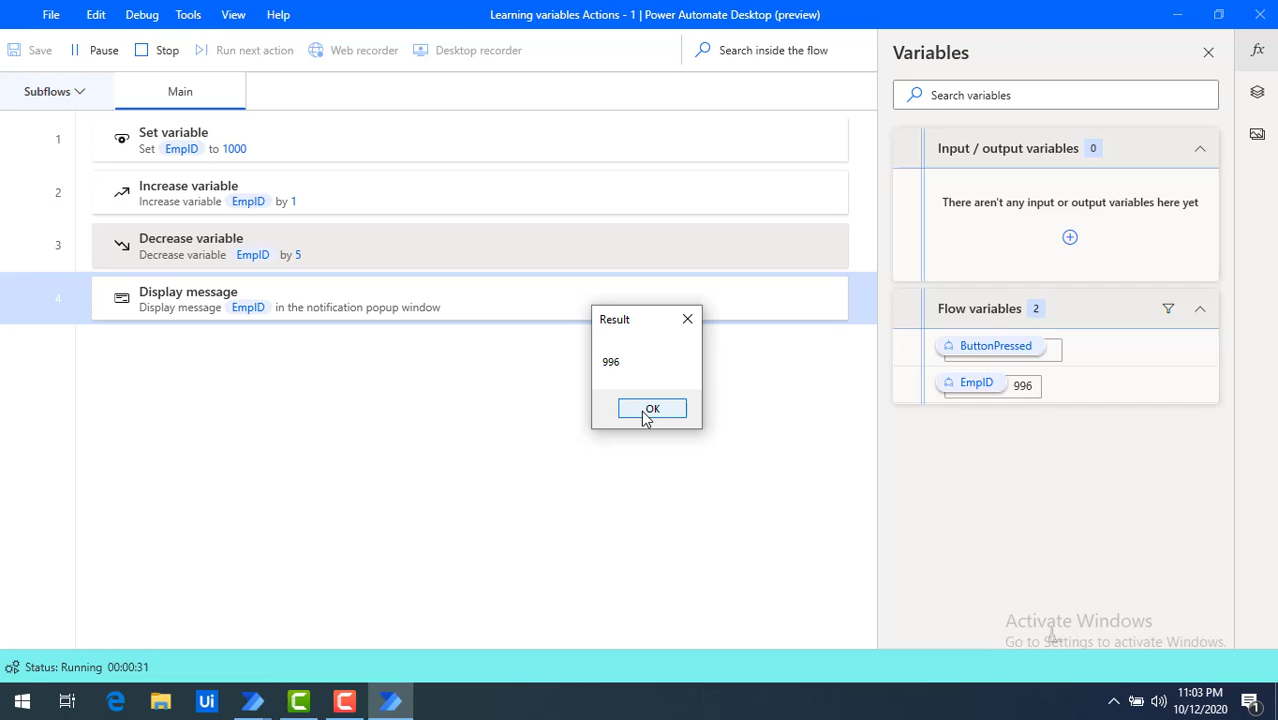 File Edit Debug Tools View Help Learning variables Actions - 1 | Power Automate Desktop (preview)
Save Pause Stop Run next action Web recorder Desktop recorder Search inside the flow
Variables
fx
Subflows Main
Search variables
1 Set variable
Set EmpID to 1000
Input / output variables 0
2 Increase variable
Increase variable EmpID by 1
There aren't any input or output variables here yet
3 Decrease variable
Decrease variable EmpID by 5
4 Display message
Display message EmpID in the notification popup window
Flow variables 2
ButtonPressed
EmpID 996
Result
996
OK
Activate Windows
Go to Settings to activate Windows.
Status: Running 00:00:31
Ui
11:03 PM
10/12/2020
1